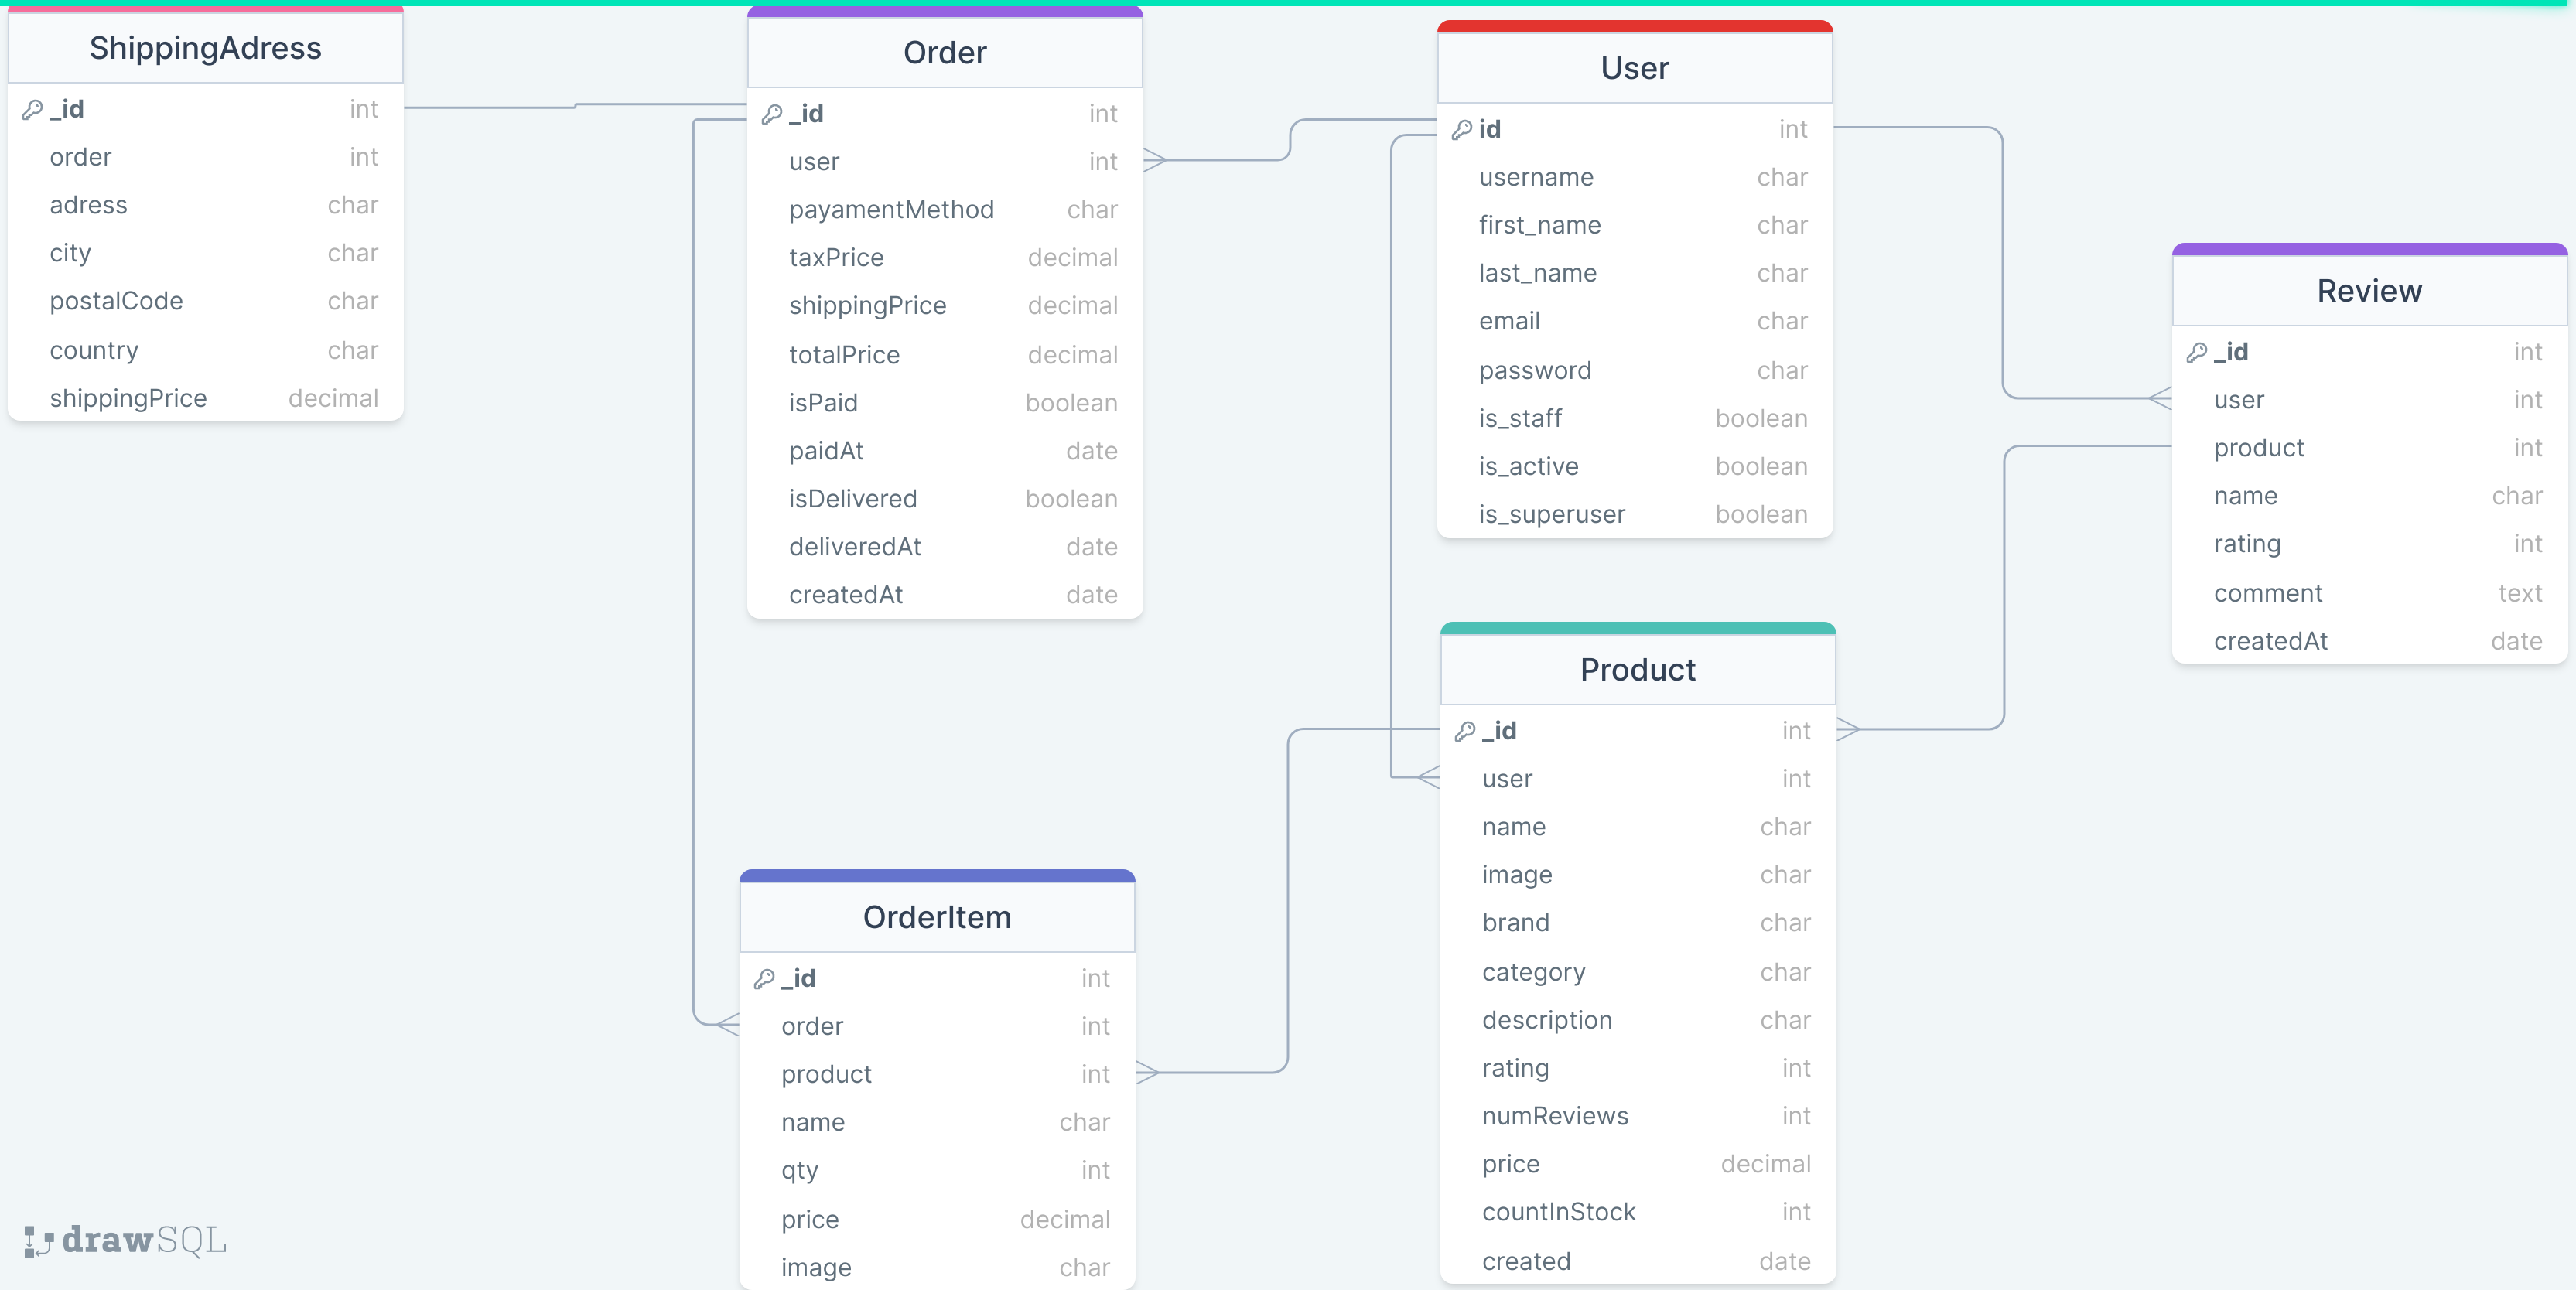 ShippingAdress
_id int
order int
adress char
city char
postalCode char
country char
shippingPrice decimal
Order
_id int
user int
payamentMethod char
taxPrice decimal
shippingPrice decimal
totalPrice decimal
isPaid boolean
paidAt date
isDelivered boolean
deliveredAt date
createdAt date
User
id int
username char
first_name char
last_name char
email char
password char
is_staff boolean
is_active boolean
is_superuser boolean
Review
_id int
user int
product int
name char
rating int
comment text
createdAt date
OrderItem
_id int
order int
product int
name char
qty int
price decimal
image char
Product
_id int
user int
name char
image char
brand char
category char
description char
rating int
numReviews int
price decimal
countInStock int
created date
drawSQL